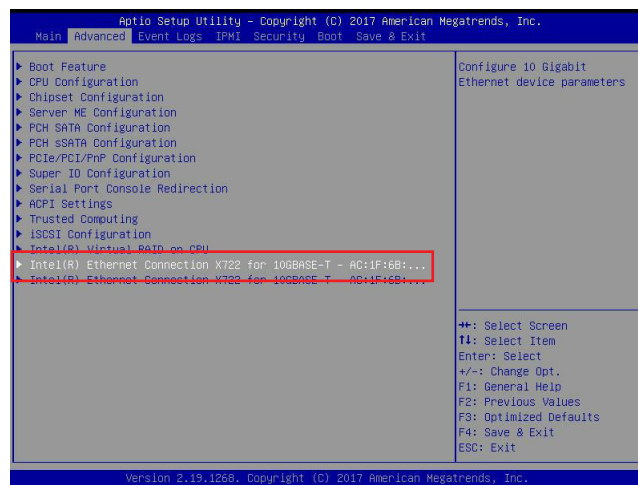 Aptio Setup Utility – Copyright (C) 2017 American Megatrends, Inc.
Main Advanced Event Logs IPMI Security Boot Save & Exit
▶ Boot Feature
▶ CPU Configuration
▶ Chipset Configuration
▶ Server ME Configuration
▶ PCH SATA Configuration
▶ PCH sSATA Configuration
▶ PCIe/PCI/PnP Configuration
▶ Super IO Configuration
▶ Serial Port Console Redirection
▶ ACPI Settings
▶ Trusted Computing
▶ iSCSI Configuration
▶ Intel(R) Virtual RAID on CPU
▶ Intel(R) Ethernet Connection X722 for 10GBASE-T - AC:1F:6B:...
▶ Intel(R) Ethernet Connection X722 for 10GBASE-T - AC:1F:6B:...
Configure 10 Gigabit
Ethernet device parameters
→←: Select Screen
↑↓: Select Item
Enter: Select
+/-: Change Opt.
F1: General Help
F2: Previous Values
F3: Optimized Defaults
F4: Save & Exit
ESC: Exit
Version 2.19.1268. Copyright (C) 2017 American Megatrends, Inc.